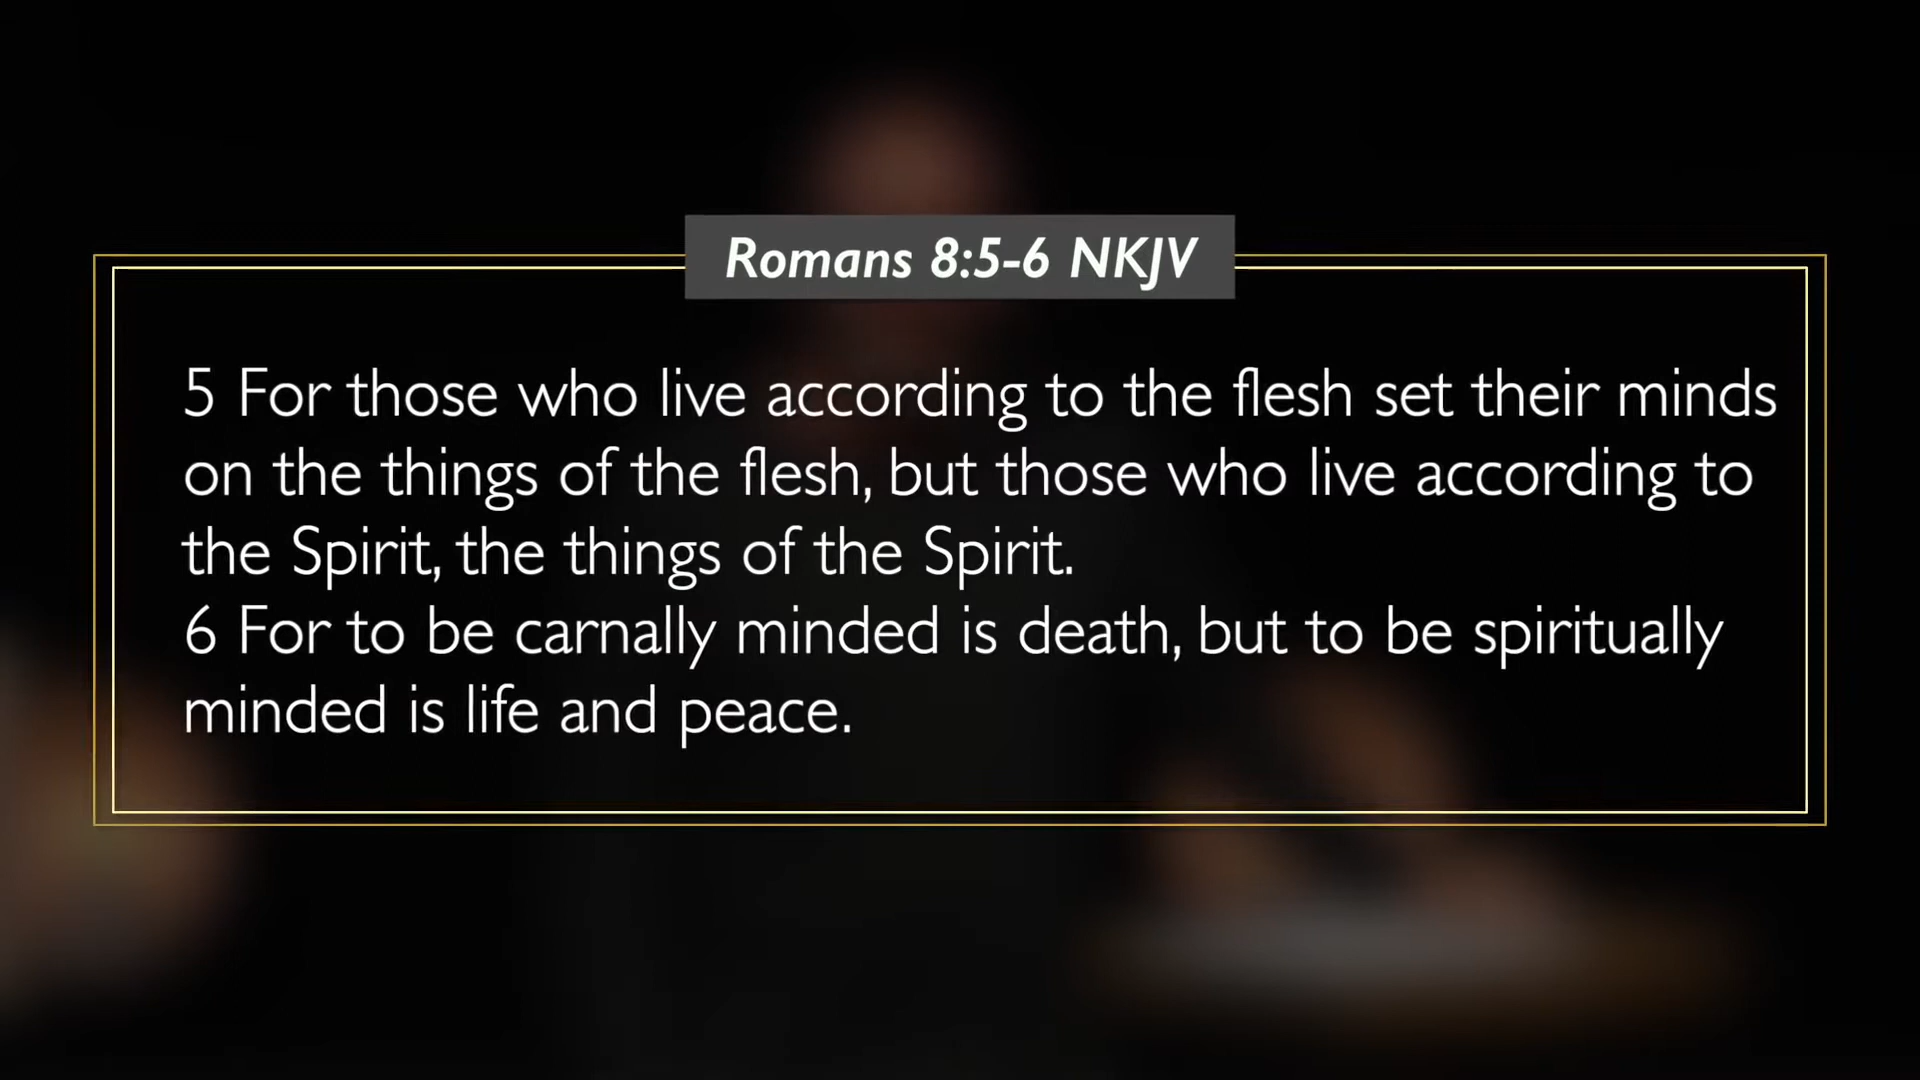 Romans 8:5-6 NKJV
5 For those who live according to the flesh set their minds
on the things of the flesh, but those who live according to
the Spirit, the things of the Spirit.
6 For to be carnally minded is death, but to be spiritually
minded is life and peace.